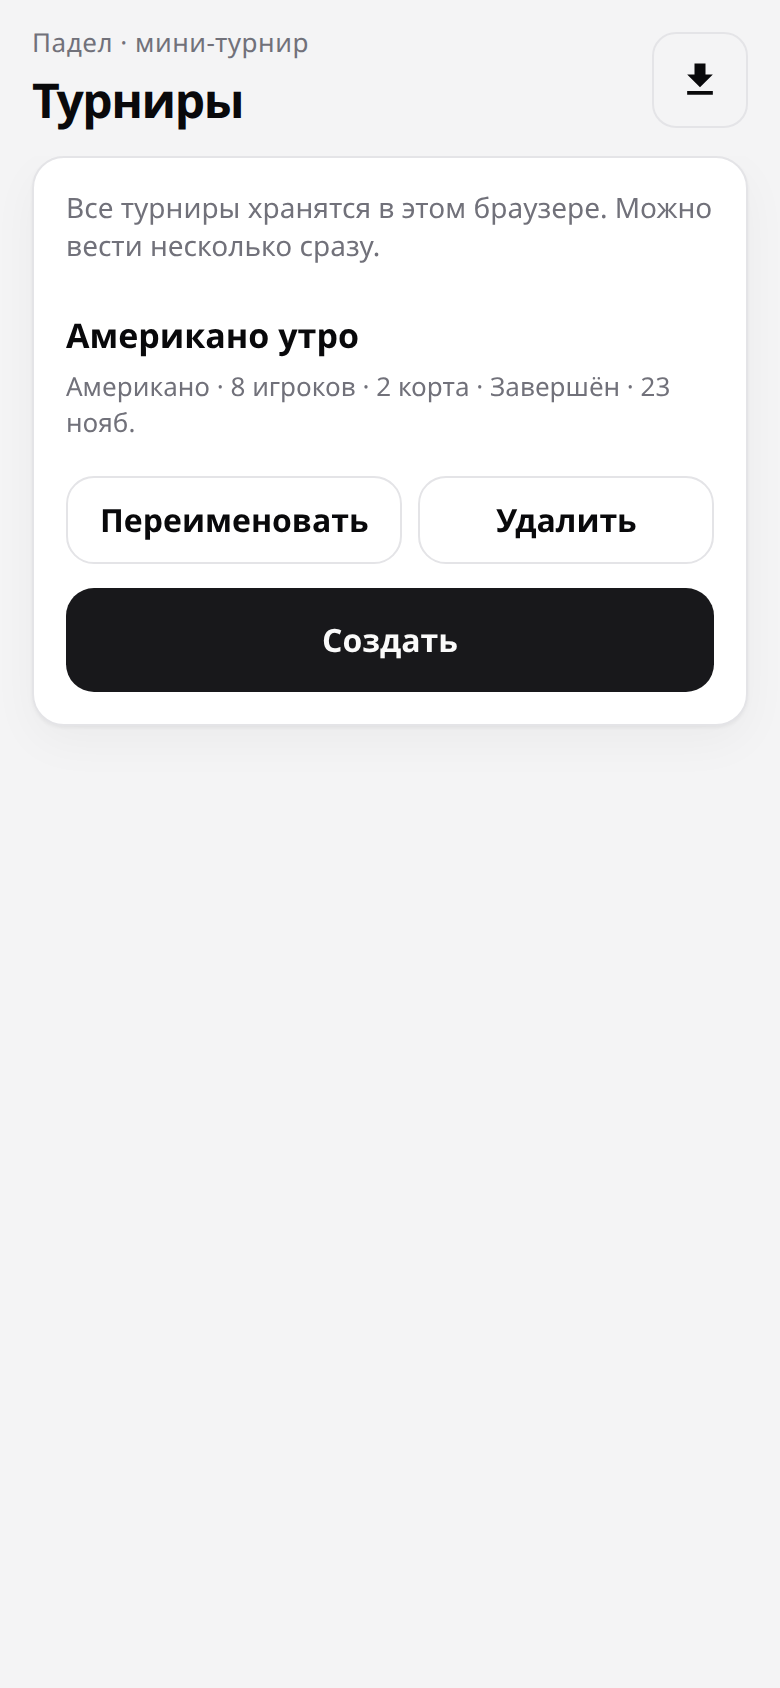 Падел · мини-турнир
Турниры
Все турниры хранятся в этом браузере. Можно
вести несколько сразу.
Американо утро
Американо · 8 игроков · 2 корта · Завершён · 23
нояб.
Переименовать
Удалить
Создать